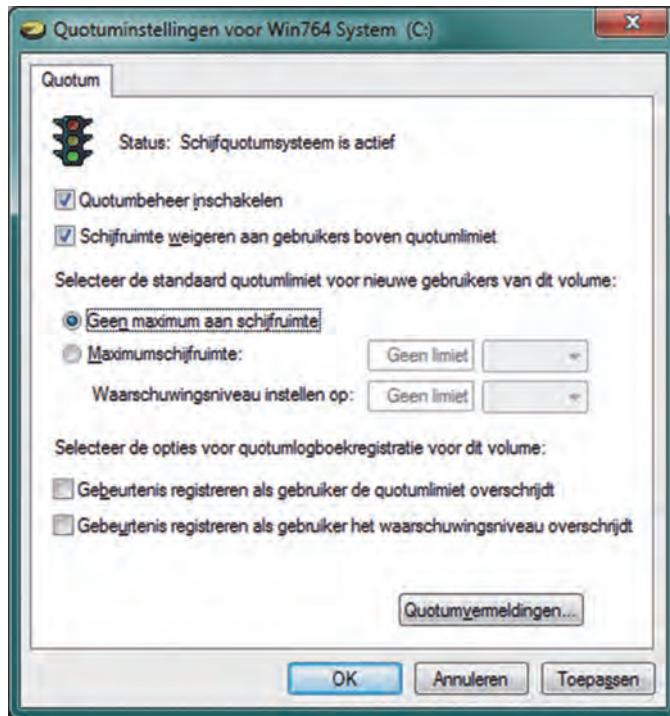 Quotuminstellingen voor Win764 System (C:)
Quotum
Status: Schijfquotumsysteem is actief
Quotumbeheer inschakelen
Schijfruimte weigeren aan gebruikers boven quotumlimiet
Selecteer de standaard quotumlimiet voor nieuwe gebruikers van dit volume:
Geen maximum aan schijfruimte
Maximumschijfruimte: Geen limiet
Waarschuwingsniveau instellen op: Geen limiet
Selecteer de opties voor quotumlogboekregistratie voor dit volume:
Gebeurtenis registreren als gebruiker de quotumlimiet overschrijdt
Gebeurtenis registreren als gebruiker het waarschuwingsniveau overschrijdt
Quotumvermeldingen...
OK Annuleren Toepassen